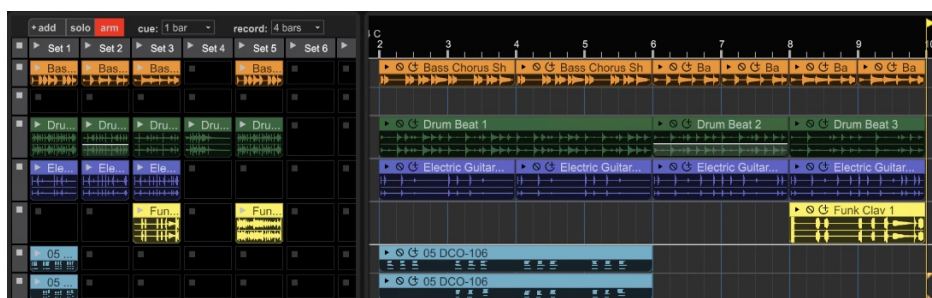 +add solo arm cue: 1 bar record: 4 bars
Set 1 Set 2 Set 3 Set 4 Set 5 Set 6
C
2 3 4 5 6 7 8 9 10
Bas... Bas... Bas... Bas... Bass Chorus Sh Bass Chorus Sh Ba Ba Ba Ba
Dru... Dru... Dru... Dru... Dru... Drum Beat 1 Drum Beat 2 Drum Beat 3
Ele... Ele... Ele... Electric Guitar... Electric Guitar... Electric Guitar... Electric Guitar...
Fun... Fun... Funk Clav 1
05 ... 05 DCO-106
05 ... 05 DCO-106